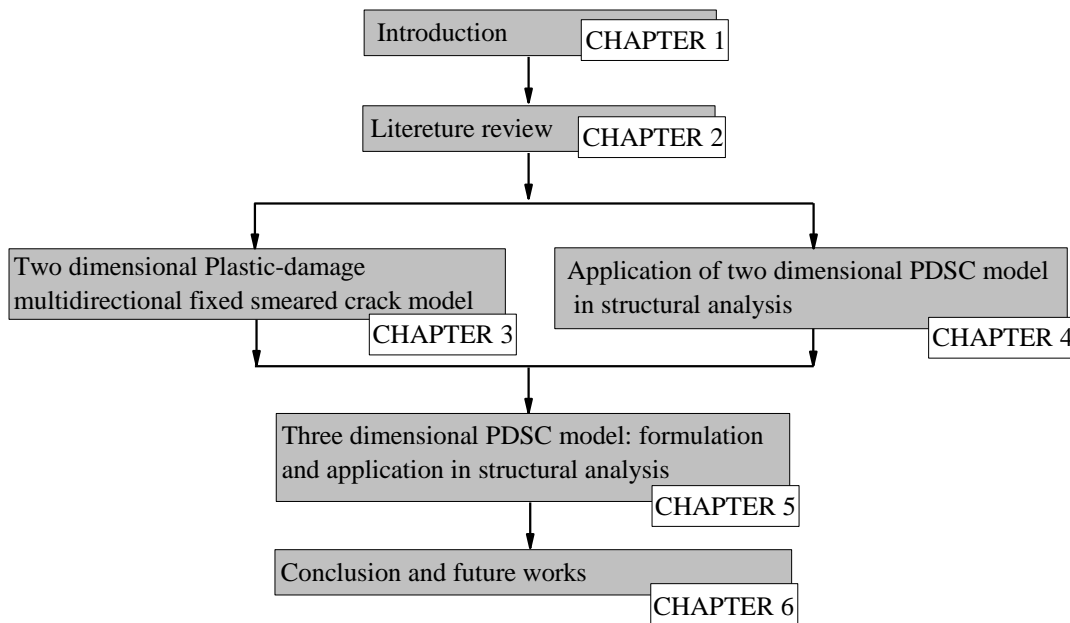 Introduction
CHAPTER 1
Litereture review
CHAPTER 2
Two dimensional Plastic-damage
multidirectional fixed smeared crack model
CHAPTER 3
Application of two dimensional PDSC model
in structural analysis
CHAPTER 4
Three dimensional PDSC model: formulation
and application in structural analysis
CHAPTER 5
Conclusion and future works
CHAPTER 6